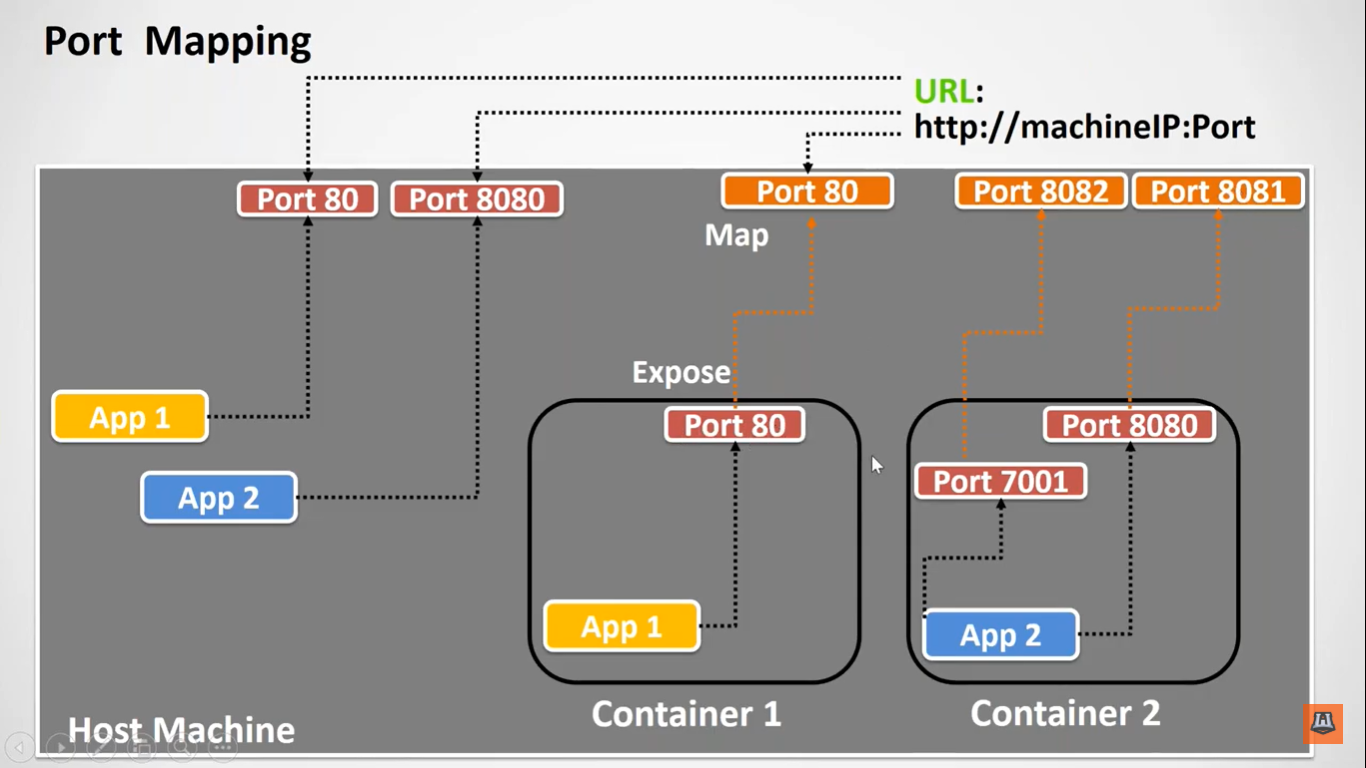 Port Mapping
URL:
http://machineIP:Port
Port 80
Port 8080
Port 80
Port 8082
Port 8081
Map
Expose
App 1
App 2
Port 80
App 1
Container 1
Port 8080
Port 7001
App 2
Container 2
Host Machine